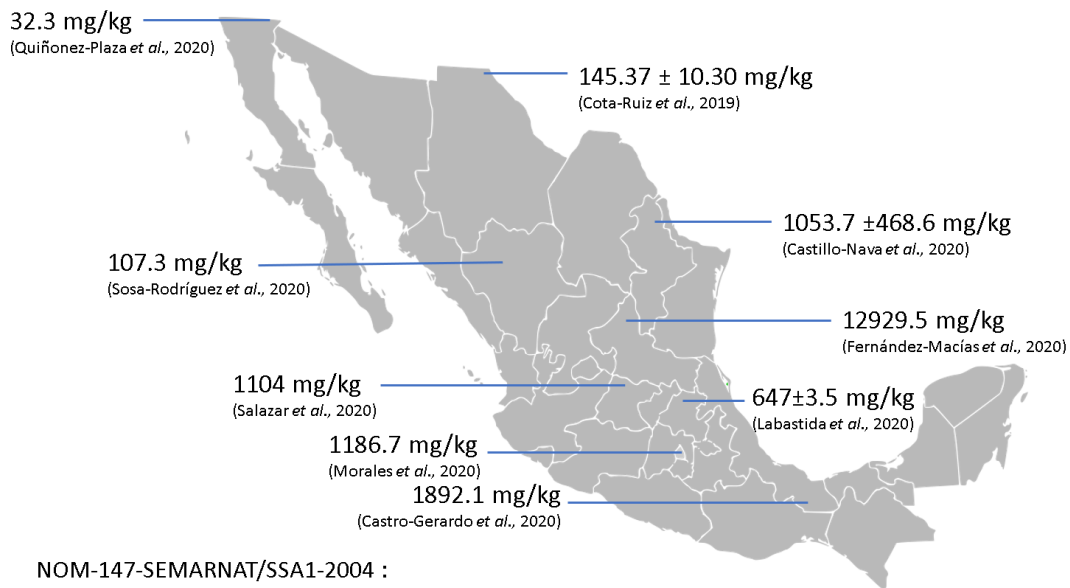 32.3 mg/kg
(Quiñonez-Plaza et al., 2020)
145.37 ± 10.30 mg/kg
(Cota-Ruiz et al., 2019)
1053.7 ±468.6 mg/kg
(Castillo-Nava et al., 2020)
107.3 mg/kg
(Sosa-Rodríguez et al., 2020)
12929.5 mg/kg
(Fernández-Macías et al., 2020)
1104 mg/kg
(Salazar et al., 2020)
647±3.5 mg/kg
(Labastida et al., 2020)
1186.7 mg/kg
(Morales et al., 2020)
1892.1 mg/kg
(Castro-Gerardo et al., 2020)
NOM-147-SEMARNAT/SSA1-2004 :